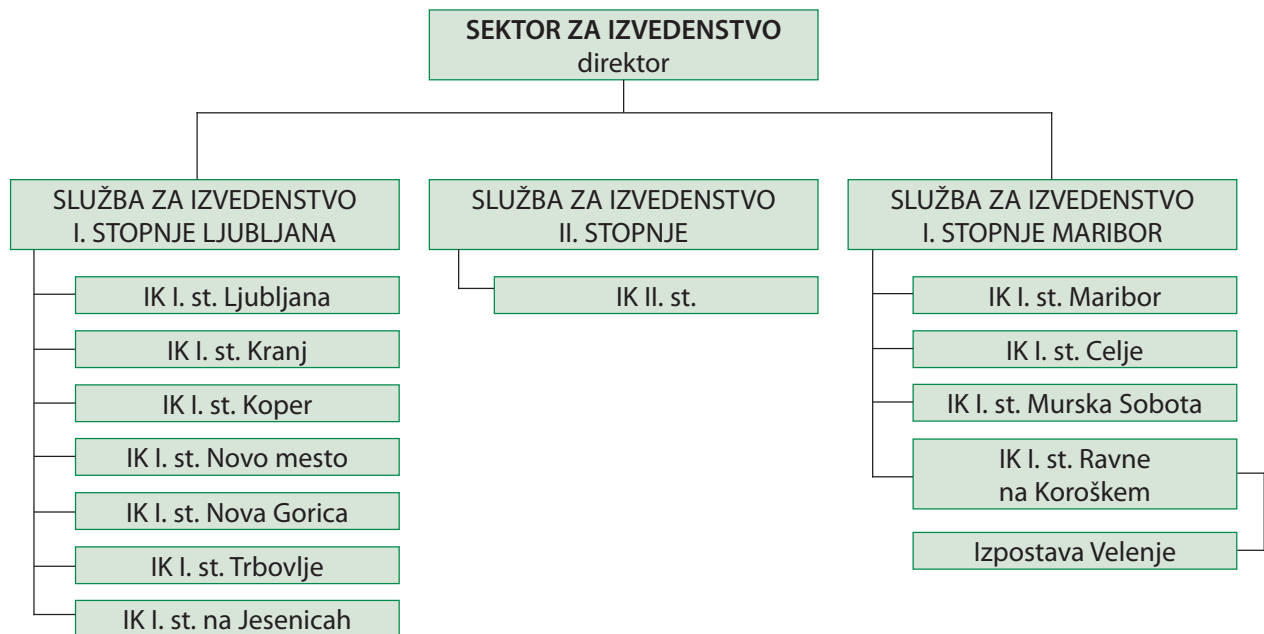 SEKTOR ZA IZVEDENSTVO
direktor
SLUŽBA ZA IZVEDENSTVO
I. STOPNJE LJUBLJANA
IK I. st. Ljubljana
IK I. st. Kranj
IK I. st. Koper
IK I. st. Novo mesto
IK I. st. Nova Gorica
IK I. st. Trbovlje
IK I. st. na Jesenicah
SLUŽBA ZA IZVEDENSTVO
II. STOPNJE
IK II. st.
SLUŽBA ZA IZVEDENSTVO
I. STOPNJE MARIBOR
IK I. st. Maribor
IK I. st. Celje
IK I. st. Murska Sobota
IK I. st. Ravne
na Koroškem
Izpostava Velenje